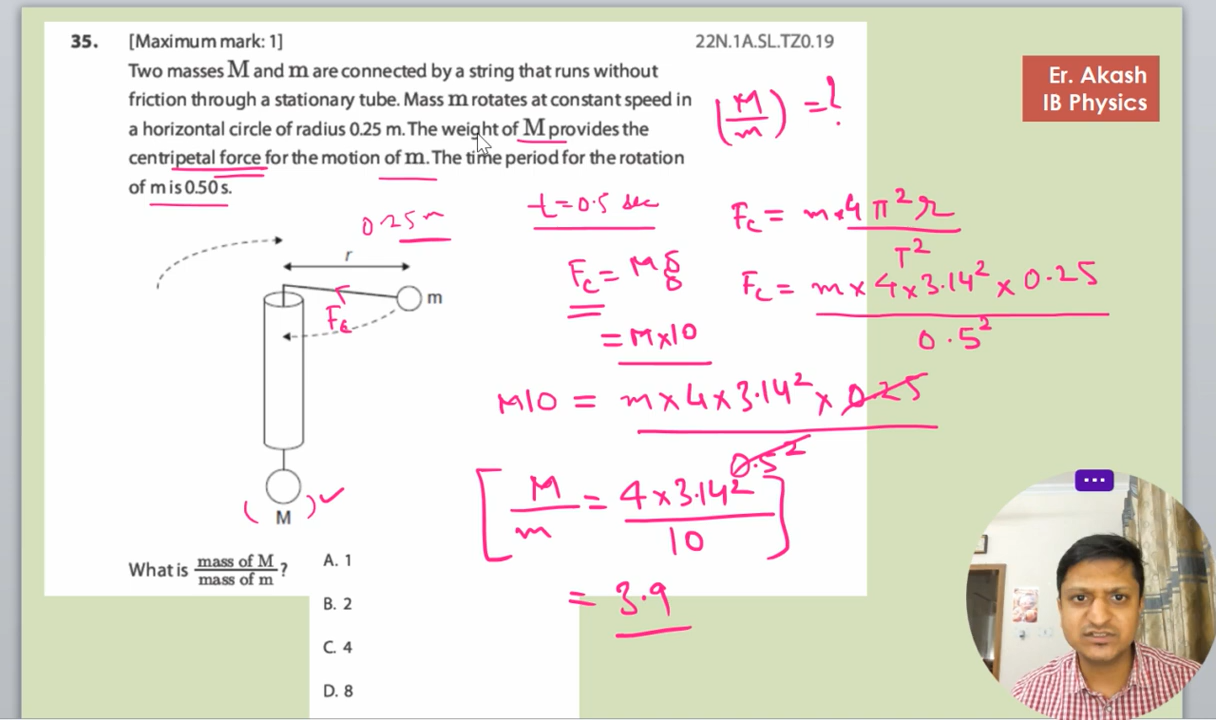 35. [Maximum mark: 1] 22N.1A.SL.TZ0.19
Two masses M and m are connected by a string that runs without
friction through a stationary tube. Mass m rotates at constant speed in
a horizontal circle of radius 0.25 m. The weight of M provides the
centripetal force for the motion of m. The time period for the rotation
of m is 0.50 s.
Er. Akash
IB Physics
(M/m) = ?
0.25m
t = 0.5 sec
Fc = m×4π²r / T²
r
m
Fc
Fc = Mg
= M×10
Fc = m×4×3.14²×0.25 / 0.5²
M10 = m×4×3.14²×0.25 / 0.5²
[M/m = 4×3.14² / 10]
= 3.9
( ) ✓
M
What is mass of M / mass of m ?
A. 1
B. 2
C. 4
D. 8